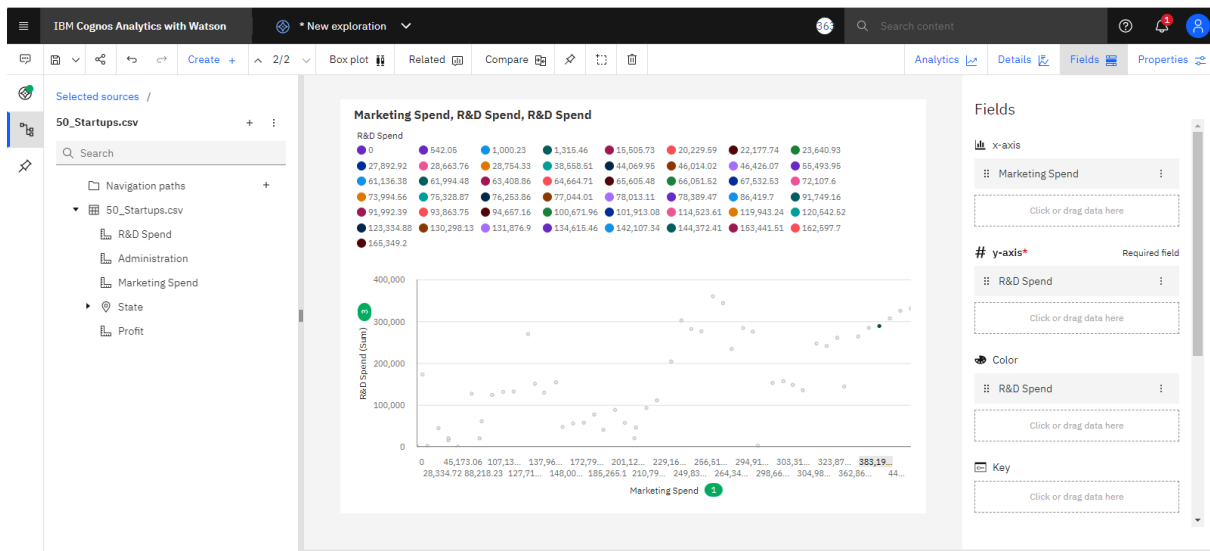 IBM Cognos Analytics with Watson
* New exploration
363
Search content
1
Create +
2/2
Box plot
Related
Compare
Analytics
Details
Fields
Properties
Selected sources /
50_Startups.csv
Search
Navigation paths
50_Startups.csv
R&D Spend
Administration
Marketing Spend
State
Profit
Marketing Spend, R&D Spend, R&D Spend
R&D Spend
0 542.05 1,000.23 1,315.46 15,505.73 20,229.59 22,177.74 23,640.93
27,892.92 28,663.76 28,754.33 38,558.51 44,069.95 46,014.02 46,426.07 55,493.95
61,136.38 61,994.48 63,408.86 64,664.71 65,605.48 66,051.52 67,532.53 72,107.6
73,994.56 75,328.87 76,253.86 77,044.01 78,013.11 78,389.47 86,419.7 91,749.16
91,992.39 93,863.75 94,657.16 100,671.96 101,913.08 114,523.61 119,943.24 120,542.52
123,334.88 130,298.13 131,876.9 134,615.46 142,107.34 144,372.41 153,441.51 162,597.7
165,349.2
400,000
300,000
200,000
100,000
0
R&D Spend (Sum) 3
0 45,173.06 107,13... 137,96... 172,79... 201,12... 229,16... 256,51... 294,91... 303,31... 323,87... 383,19...
28,334.72 88,218.23 127,71... 148,00... 185,265.1 210,79... 249,83... 264,34... 298,66... 304,98... 362,86... 44...
Marketing Spend 1
Fields
x-axis
Marketing Spend
Click or drag data here
# y-axis* Required field
R&D Spend
Click or drag data here
Color
R&D Spend
Click or drag data here
Key
Click or drag data here